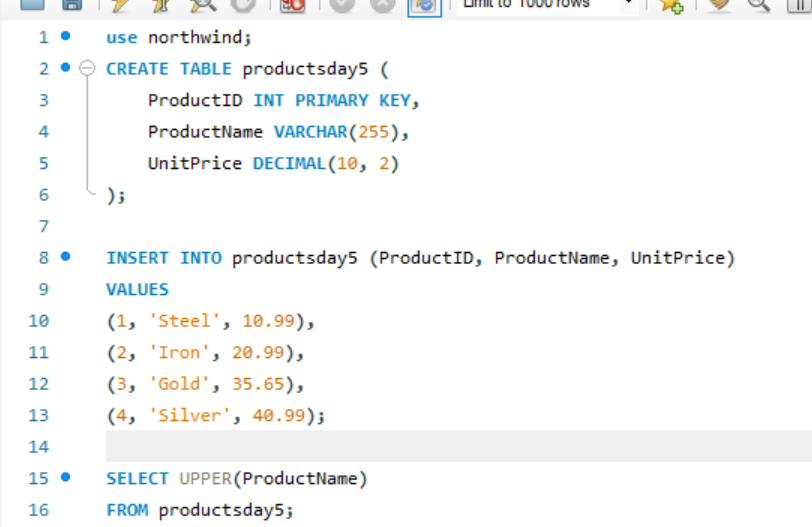 Limit to 1000 rows
1 use northwind;
2 CREATE TABLE productsday5 (
3 ProductID INT PRIMARY KEY,
4 ProductName VARCHAR(255),
5 UnitPrice DECIMAL(10, 2)
6 );
7
8 INSERT INTO productsday5 (ProductID, ProductName, UnitPrice)
9 VALUES
10 (1, 'Steel', 10.99),
11 (2, 'Iron', 20.99),
12 (3, 'Gold', 35.65),
13 (4, 'Silver', 40.99);
14
15 SELECT UPPER(ProductName)
16 FROM productsday5;